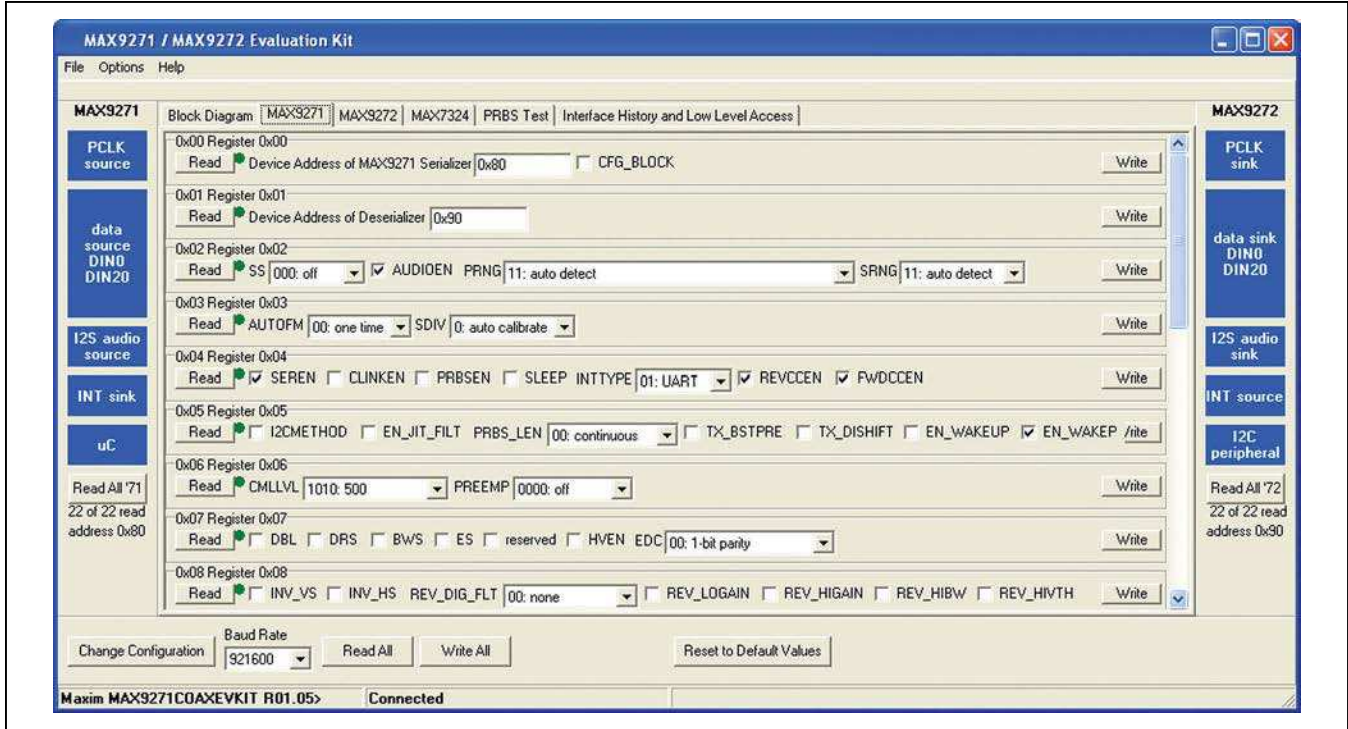 MAX9271 / MAX9272 Evaluation Kit
File Options Help
MAX9271
PCLK
source
data
source
DIN0
DIN20
I2S audio
source
INT sink
uC
Read All '71
22 of 22 read
address 0x80
Block Diagram MAX9271 MAX9272 MAX7324 PRBS Test Interface History and Low Level Access
0x00 Register 0x00
Read Device Address of MAX9271 Serializer 0x80 CFG_BLOCK Write
0x01 Register 0x01
Read Device Address of Deserializer 0x90 Write
0x02 Register 0x02
Read SS 000: off AUDIOEN PRNG 11: auto detect SRNG 11: auto detect Write
0x03 Register 0x03
Read AUTOFM 00: one time SDIV 0: auto calibrate Write
0x04 Register 0x04
Read SEREN CLINKEN PRBSEN SLEEP INTTYPE 01: UART REVCCEN FWDCCEN Write
0x05 Register 0x05
Read I2CMETHOD EN_JIT_FILT PRBS_LEN 00: continuous TX_BSTPRE TX_DISHIFT EN_WAKEUP EN_WAKEP /rite
0x06 Register 0x06
Read CMLLVL 1010: 500 PREEMP 0000: off Write
0x07 Register 0x07
Read DBL DRS BWS ES reserved HVEN EDC 00: 1-bit parity Write
0x08 Register 0x08
Read INV_VS INV_HS REV_DIG_FLT 00: none REV_LOGAIN REV_HIGAIN REV_HIBW REV_HIVTH Write
MAX9272
PCLK
sink
data sink
DIN0
DIN20
I2S audio
sink
INT source
I2C
peripheral
Read All '72
22 of 22 read
address 0x90
Change Configuration
Baud Rate
921600
Read All
Write All
Reset to Default Values
Maxim MAX9271COAXEVKIT R01.05> Connected